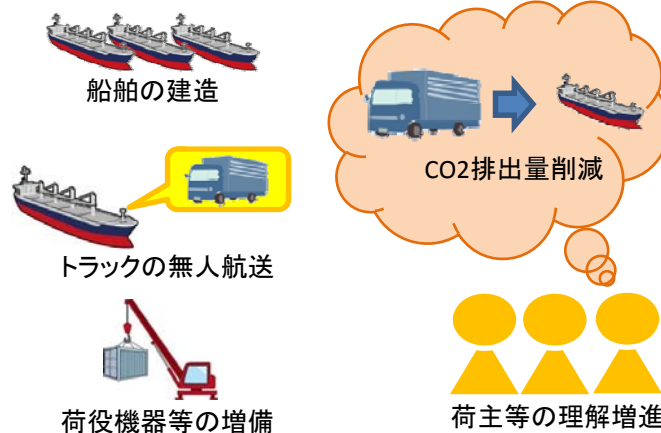 船舶の建造
CO2排出量削減
トラックの無人航送
荷役機器等の増備
荷主等の理解増進